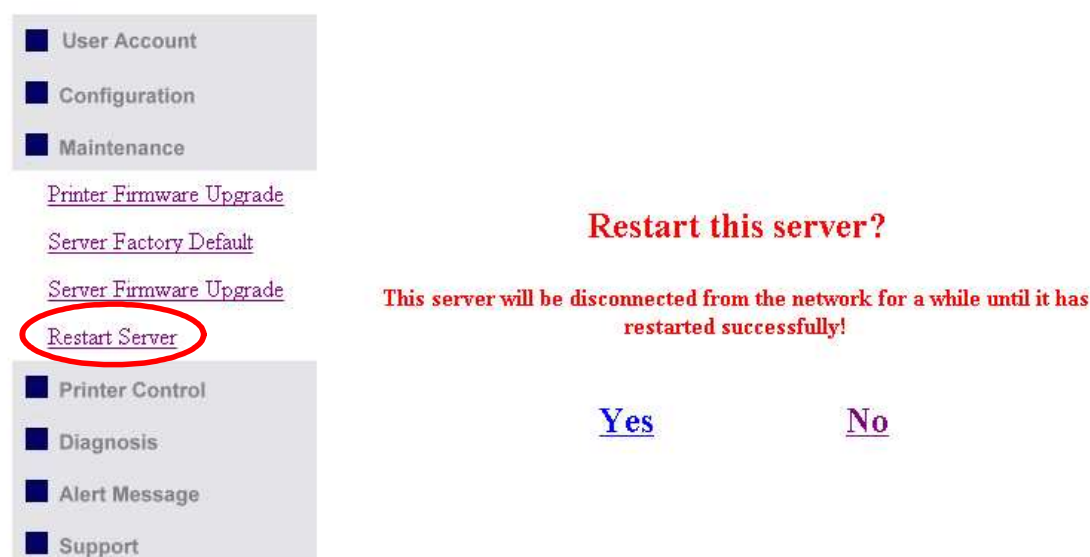 User Account
Configuration
Maintenance
Printer Firmware Upgrade
Server Factory Default
Server Firmware Upgrade
Restart Server
Printer Control
Diagnosis
Alert Message
Support
Restart this server?
This server will be disconnected from the network for a while until it has
restarted successfully!
Yes No